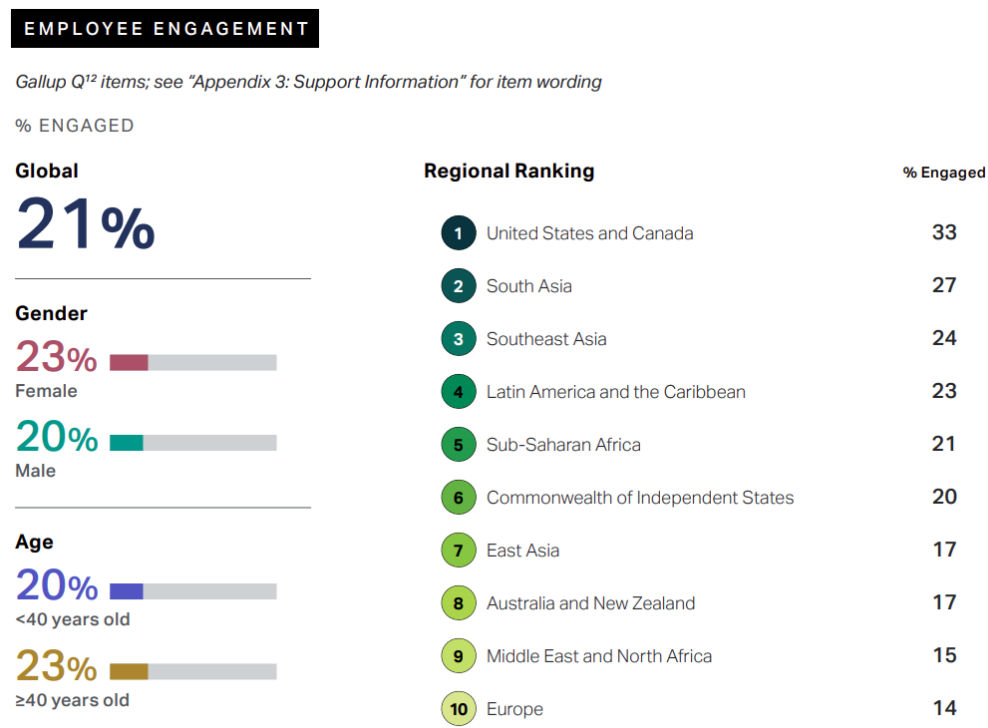 EMPLOYEE ENGAGEMENT
Gallup Q¹² items; see “Appendix 3: Support Information” for item wording
% ENGAGED
Global
21%
Gender
23%
Female
20%
Male
Age
20%
<40 years old
23%
≥40 years old
Regional Ranking % Engaged
1 United States and Canada 33
2 South Asia 27
3 Southeast Asia 24
4 Latin America and the Caribbean 23
5 Sub-Saharan Africa 21
6 Commonwealth of Independent States 20
7 East Asia 17
8 Australia and New Zealand 17
9 Middle East and North Africa 15
10 Europe 14